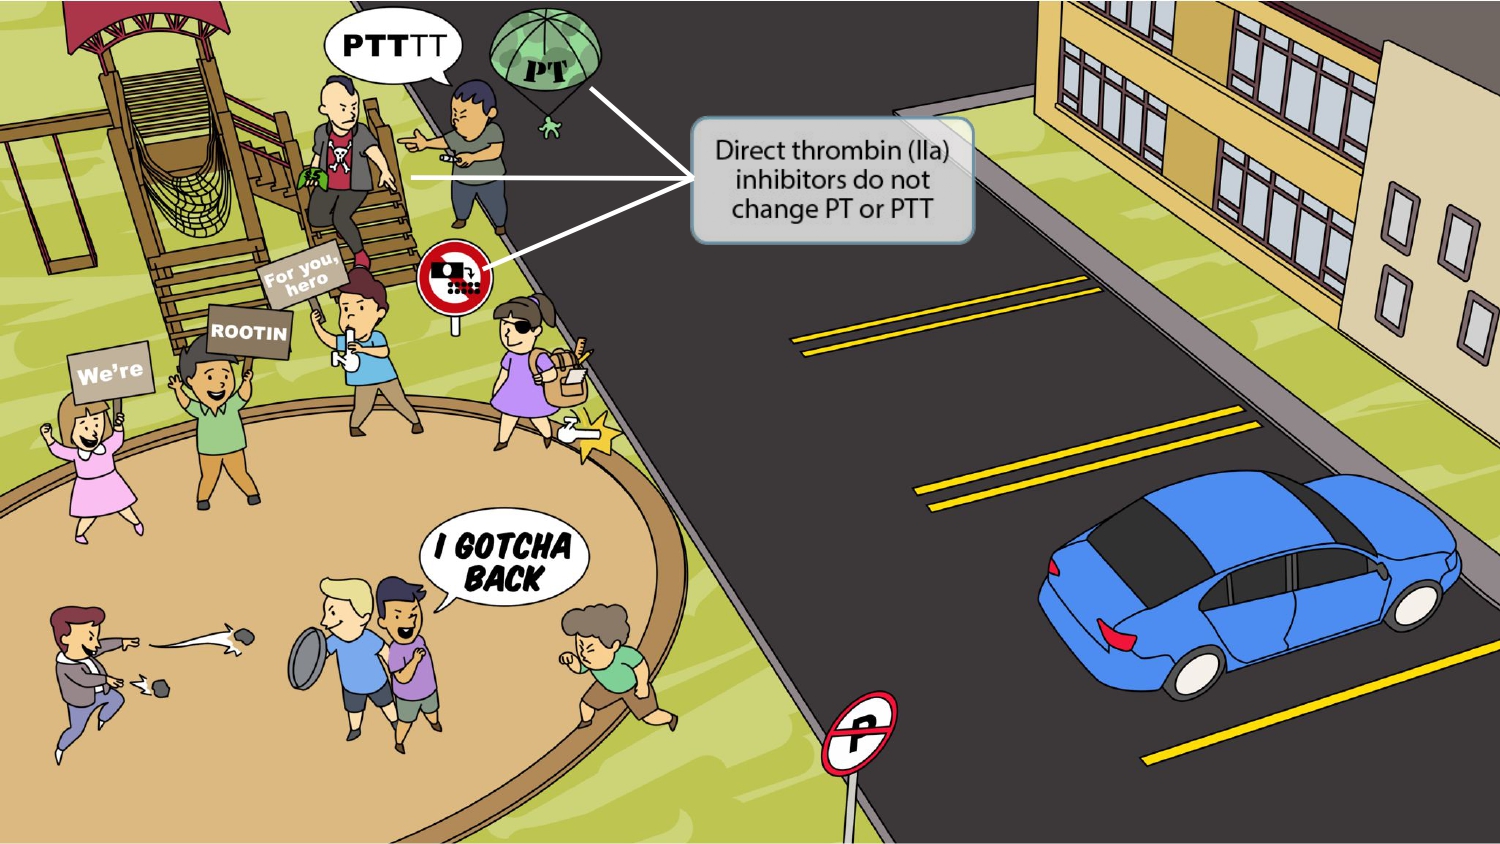 PTTTT
PT
Direct thrombin (IIa)
inhibitors do not
change PT or PTT
$5
For you,
hero
ROOTIN
We're
I GOTCHA
BACK
P